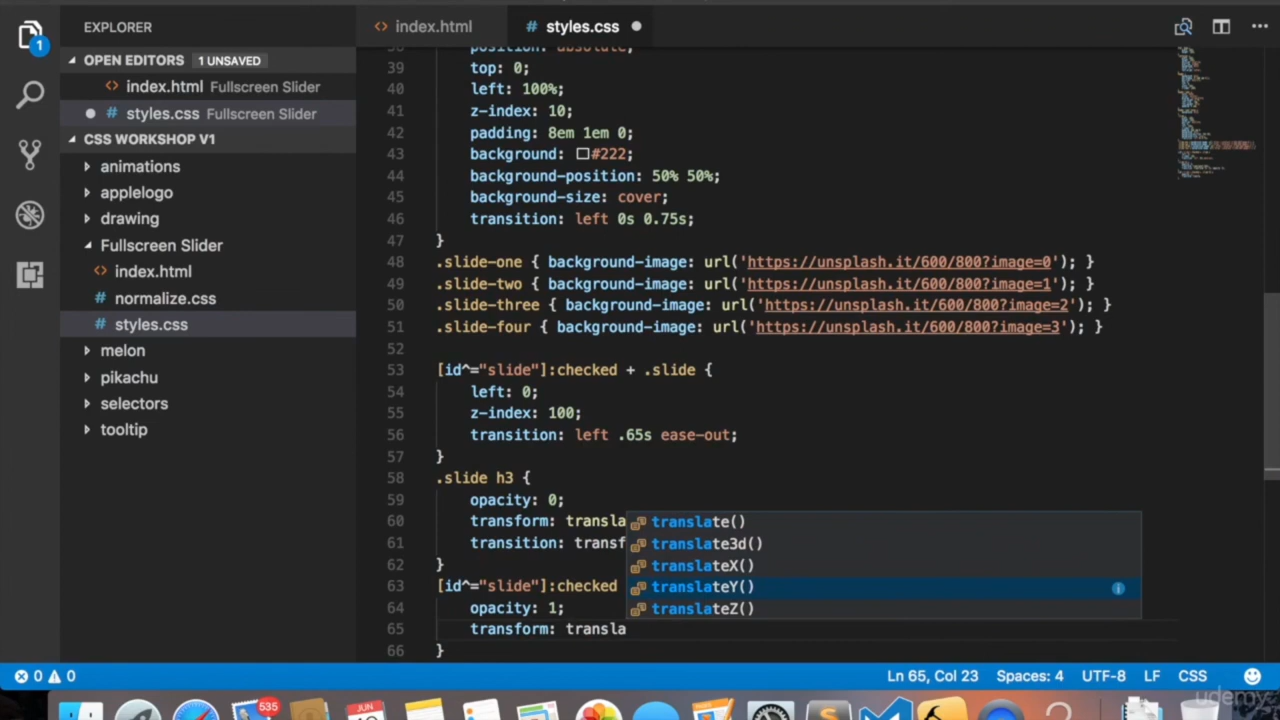 EXPLORER
index.html
# styles.css
OPEN EDITORS 1 UNSAVED
<> index.html Fullscreen Slider
# styles.css Fullscreen Slider
CSS WORKSHOP V1
animations
applelogo
drawing
Fullscreen Slider
<> index.html
# normalize.css
# styles.css
melon
pikachu
selectors
tooltip
position: absolute;
39 top: 0;
40 left: 100%;
41 z-index: 10;
42 padding: 8em 1em 0;
43 background: #222;
44 background-position: 50% 50%;
45 background-size: cover;
46 transition: left 0s 0.75s;
47 }
48 .slide-one { background-image: url('https://unsplash.it/600/800?image=0'); }
49 .slide-two { background-image: url('https://unsplash.it/600/800?image=1'); }
50 .slide-three { background-image: url('https://unsplash.it/600/800?image=2'); }
51 .slide-four { background-image: url('https://unsplash.it/600/800?image=3'); }
52
53 [id^="slide"]:checked + .slide {
54 left: 0;
55 z-index: 100;
56 transition: left .65s ease-out;
57 }
58 .slide h3 {
59 opacity: 0;
60 transform: transla
61 transition: transf
62 }
63 [id^="slide"]:checked
64 opacity: 1;
65 transform: transla
66 }
translate()
translate3d()
translateX()
translateY()
translateZ()
1
0 0
Ln 65, Col 23 Spaces: 4 UTF-8 LF CSS
535
JUN
udemy